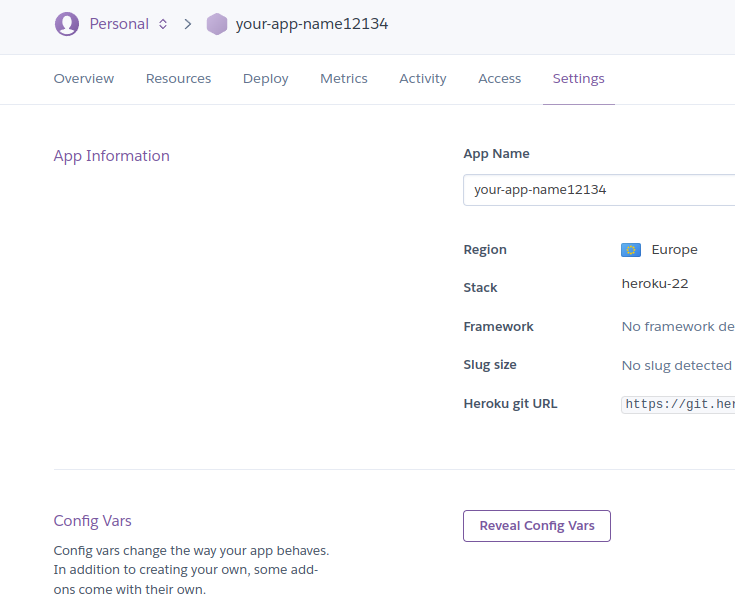 Personal > your-app-name12134
Overview Resources Deploy Metrics Activity Access Settings
App Information
App Name
your-app-name12134
Region Europe
Stack heroku-22
Framework No framework de
Slug size No slug detected
Heroku git URL https://git.her
Config Vars
Reveal Config Vars
Config vars change the way your app behaves.
In addition to creating your own, some add-
ons come with their own.